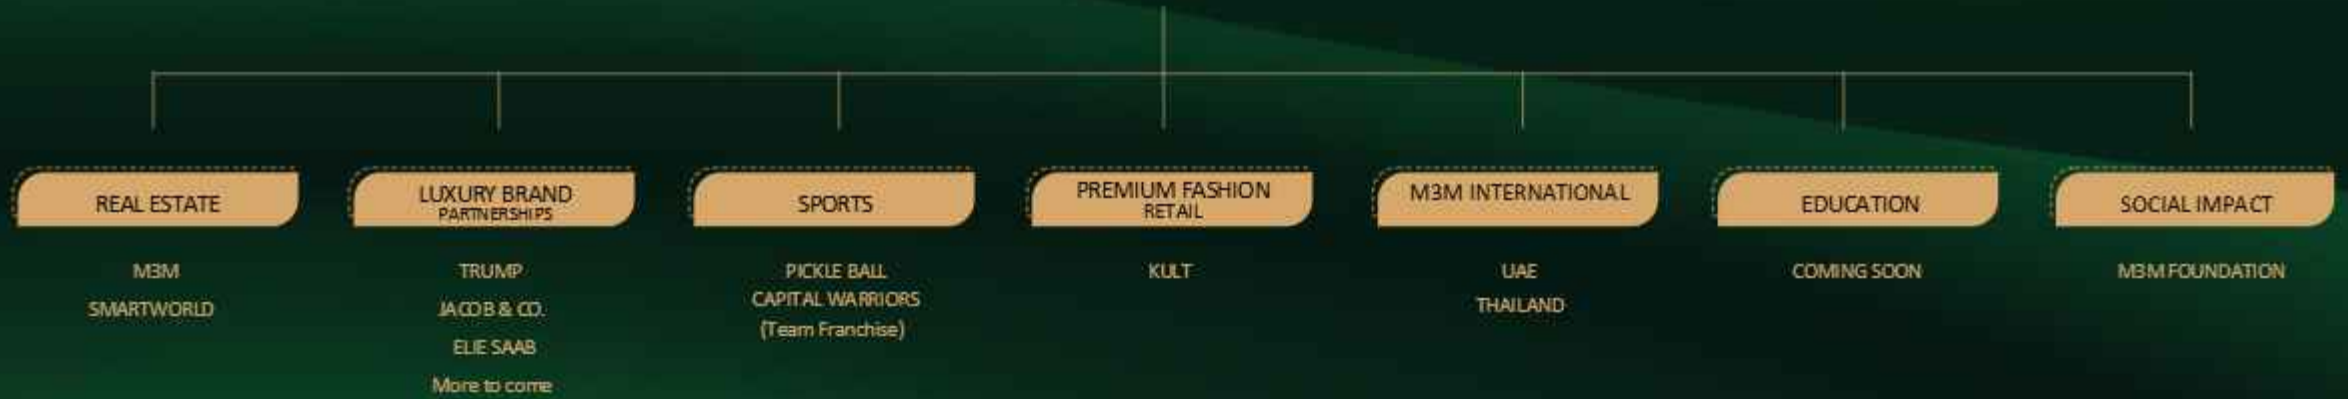 REAL ESTATE
M3M
SMARTWORLD
LUXURY BRAND
PARTNERSHIPS
TRUMP
JACOB & CO.
ELIE SAAB
More to come
SPORTS
PICKLE BALL
CAPITAL WARRIORS
(Team Franchise)
PREMIUM FASHION
RETAIL
KULT
M3M INTERNATIONAL
UAE
THAILAND
EDUCATION
COMING SOON
SOCIAL IMPACT
M3M FOUNDATION